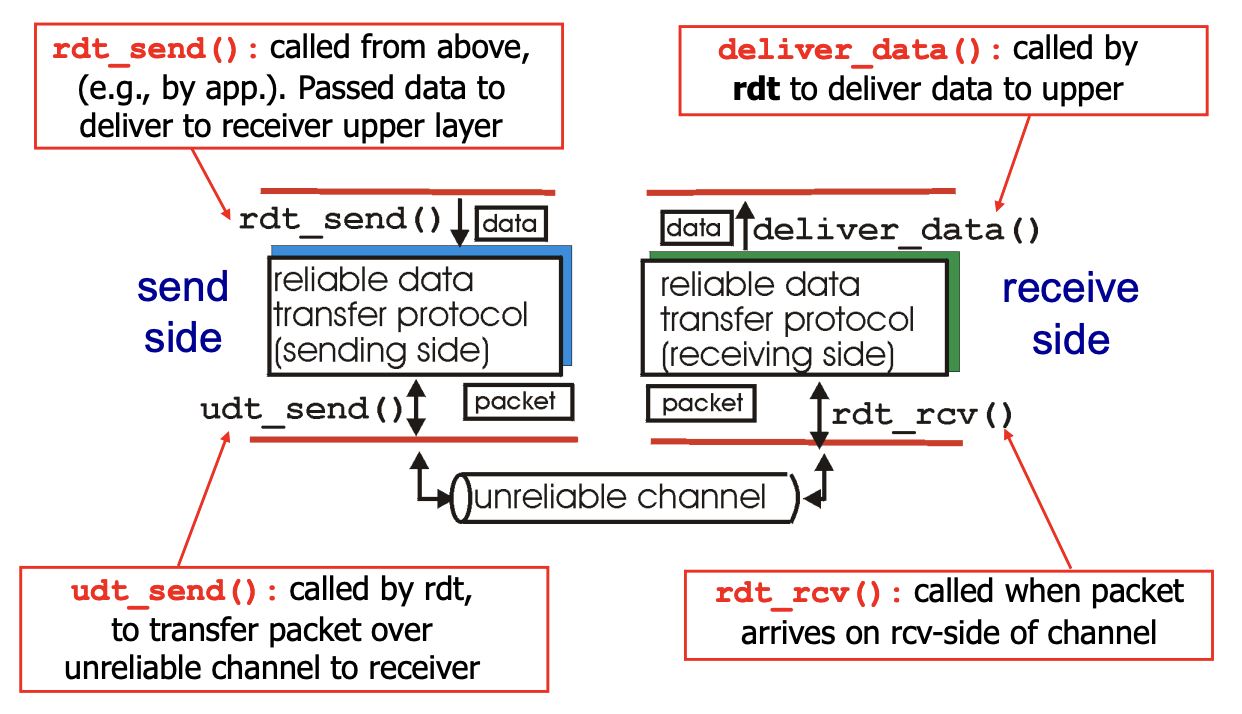 rdt_send(): called from above,
(e.g., by app.). Passed data to
deliver to receiver upper layer
deliver_data(): called by
rdt to deliver data to upper
rdt_send()
data
data
deliver_data()
send
side
reliable data
transfer protocol
(sending side)
reliable data
transfer protocol
(receiving side)
receive
side
udt_send()
packet
packet
rdt_rcv()
unreliable channel
udt_send(): called by rdt,
to transfer packet over
unreliable channel to receiver
rdt_rcv(): called when packet
arrives on rcv-side of channel